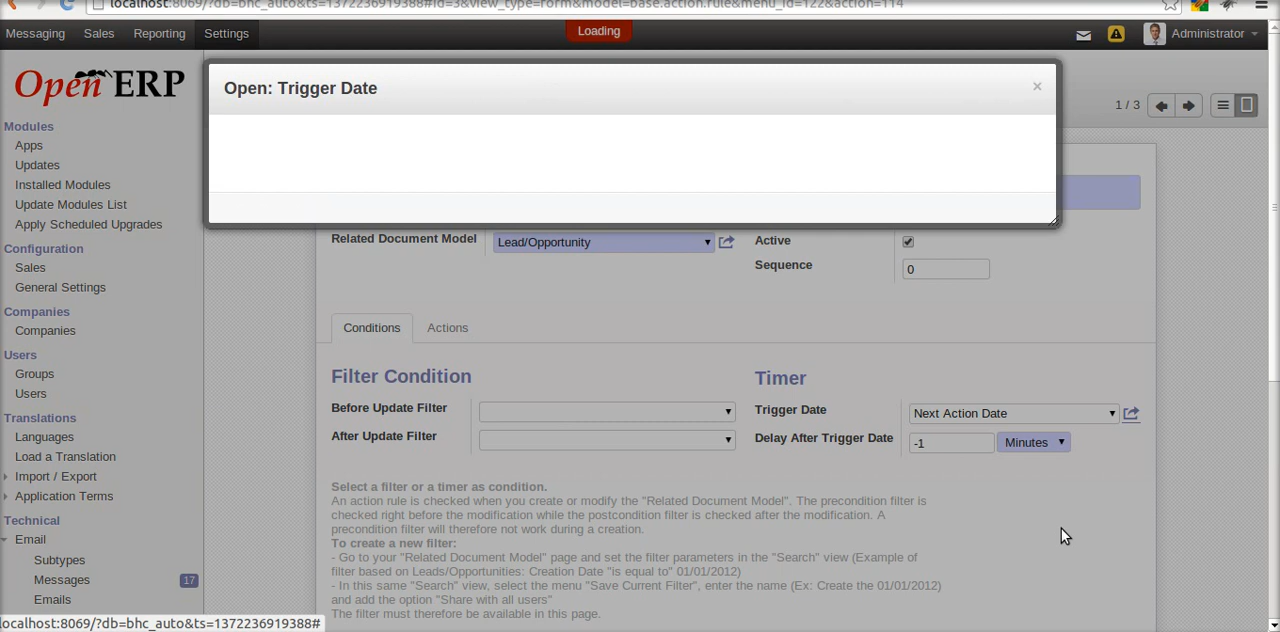 localhost:8069/?db=bhc_auto&ts=1372236919388#id=3&view_type=form&model=base.action.rule&menu_id=122&action=114
Messaging Sales Reporting Settings Loading Administrator
Open ERP
Open: Trigger Date ×
1 / 3
Modules
Apps
Updates
Installed Modules
Update Modules List
Apply Scheduled Upgrades
Configuration
Sales
General Settings
Companies
Companies
Users
Groups
Users
Translations
Languages
Load a Translation
Import / Export
Application Terms
Technical
Email
Subtypes
Messages 17
Emails
Related Document Model Lead/Opportunity Active
Sequence 0
Conditions Actions
Filter Condition Timer
Before Update Filter Trigger Date Next Action Date
After Update Filter Delay After Trigger Date -1 Minutes
Select a filter or a timer as condition.
An action rule is checked when you create or modify the "Related Document Model". The precondition filter is
checked right before the modification while the postcondition filter is checked after the modification. A
precondition filter will therefore not work during a creation.
To create a new filter:
- Go to your "Related Document Model" page and set the filter parameters in the "Search" view (Example of
filter based on Leads/Opportunities: Creation Date "is equal to" 01/01/2012)
- In this same "Search" view, select the menu "Save Current Filter", enter the name (Ex: Create the 01/01/2012)
and add the option "Share with all users"
The filter must therefore be available in this page.
localhost:8069/?db=bhc_auto&ts=1372236919388#